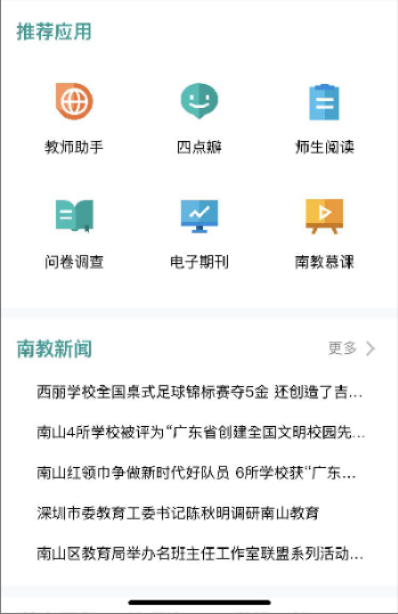 推荐应用
教师助手 四点瓣 师生阅读
问卷调查 电子期刊 南教慕课
南教新闻 更多
西丽学校全国桌式足球锦标赛夺5金 还创造了吉...
南山4所学校被评为“广东省创建全国文明校园先...
南山红领巾争做新时代好队员 6所学校获“广东...
深圳市委教育工委书记陈秋明调研南山教育
南山区教育局举办名班主任工作室联盟系列活动...